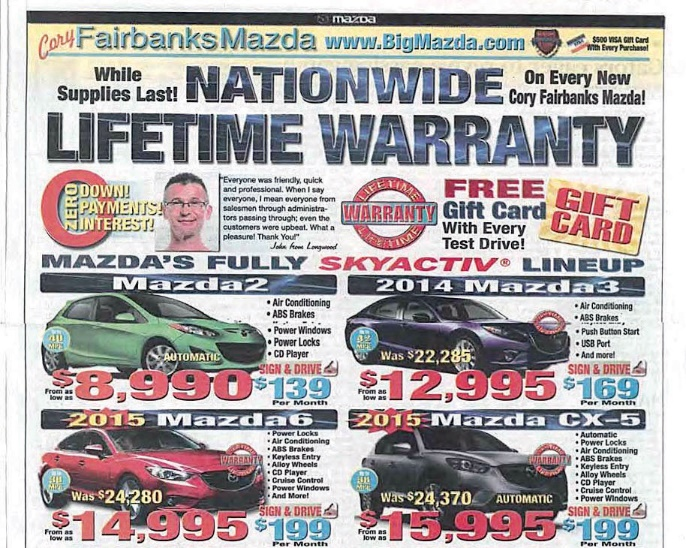 mazda
Cory Fairbanks Mazda www.BigMazda.com $500 VISA Gift Card With Every Purchase!
While Supplies Last! NATIONWIDE On Every New Cory Fairbanks Mazda!
LIFETIME WARRANTY
ZERO DOWN! PAYMENTS! INTEREST!
"Everyone was friendly, quick
and professional. When I say
everyone, I mean everyone from
salesmen through administra-
tors passing through; even the
customers were upbeat. What a
pleasure! Thank You!"
John from Longwood
LIFETIME
WARRANTY
LIFETIME
FREE
Gift Card
With Every
Test Drive!
GIFT
CARD
MAZDA'S FULLY SKYACTIV® LINEUP
Mazda2
• Air Conditioning
• ABS Brakes
• Power Windows
• Power Locks
• CD Player
AUTOMATIC
From as low as $8,990
SIGN & DRIVE
$139
Per Month
2014 Mazda3
• Air Conditioning
• ABS Brakes
• Keyless Entry
• Push Button Start
• USB Port
• And more!
WARRANTY
Was $22,285
From as low as $12,995
SIGN & DRIVE
$169
Per Month
2015 Mazda6
• Power Locks
• Air Conditioning
• ABS Brakes
• Keyless Entry
• Alloy Wheels
• CD Player
• Cruise Control
• Power Windows
• And More!
WARRANTY
Was $24,280
From as low as $14,995
SIGN & DRIVE
$199
Per Month
2015 Mazda CX-5
• Automatic
• Power Locks
• Air Conditioning
• ABS Brakes
• Keyless Entry
• Alloy Wheels
• CD Player
• Cruise Control
• Power Windows
WARRANTY
Was $24,370 AUTOMATIC
From as low as $15,995
SIGN & DRIVE
$199
Per Month